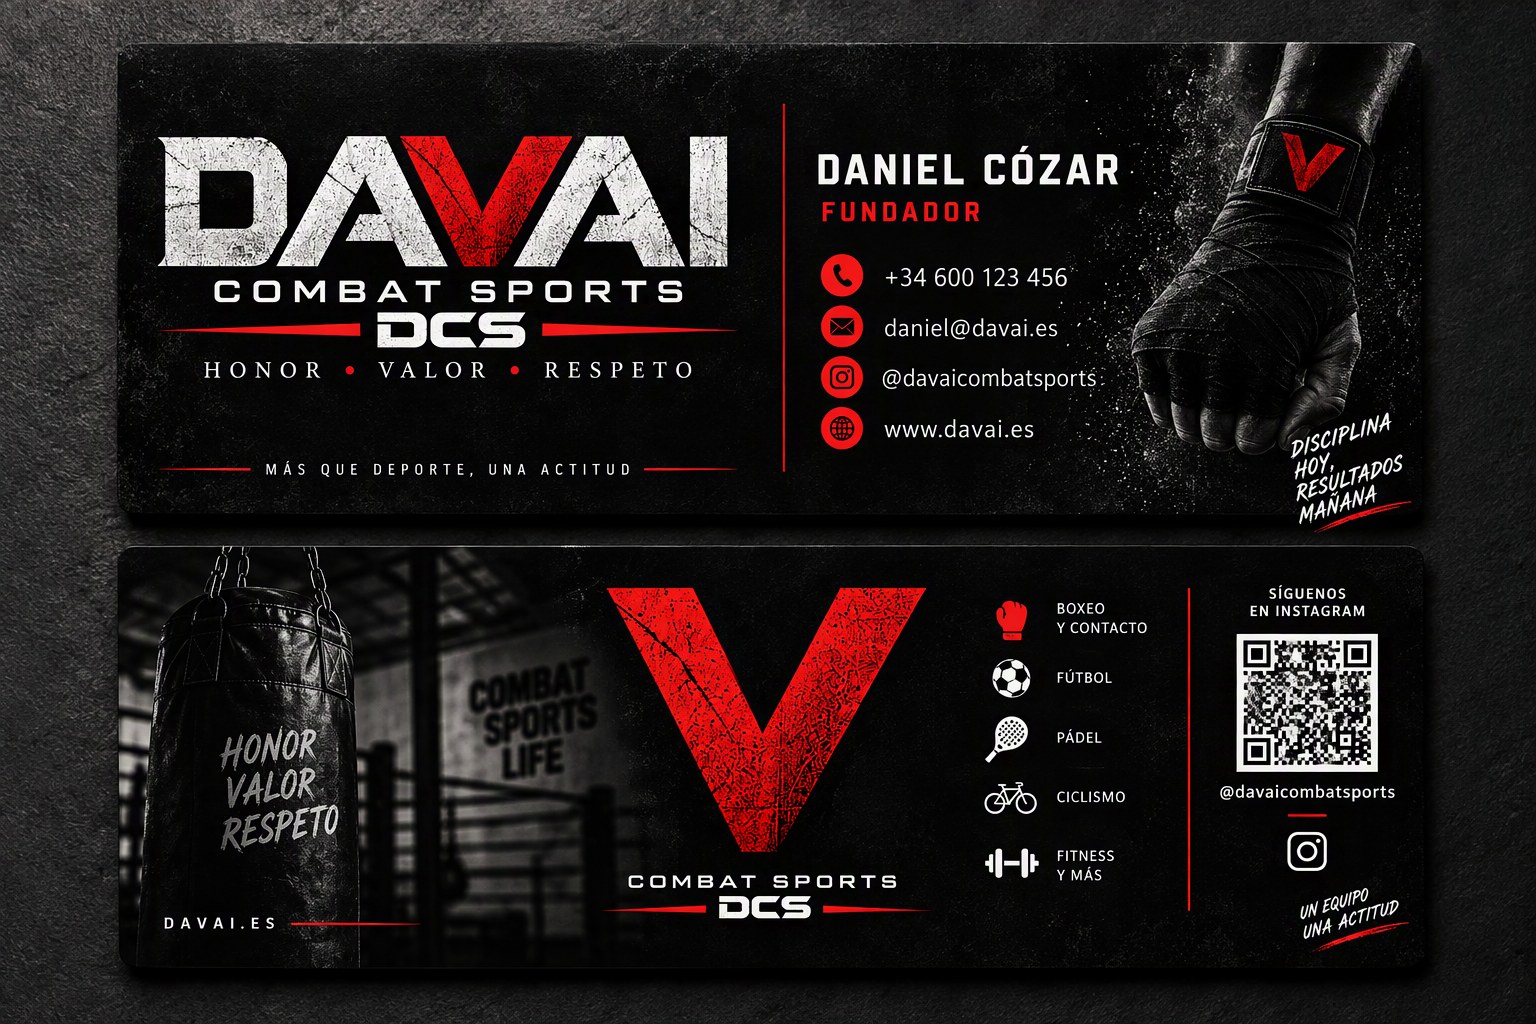 DAVAI
COMBAT SPORTS
DCS
HONOR • VALOR • RESPETO
MÁS QUE DEPORTE, UNA ACTITUD
DANIEL CÓZAR
FUNDADOR
+34 600 123 456
daniel@davai.es
@davaicombatsports
www.davai.es
V
DISCIPLINA
HOY,
RESULTADOS
MAÑANA
HONOR
VALOR
RESPETO
DAVAI.ES
COMBAT
SPORTS
LIFE
V
COMBAT SPORTS
DCS
BOXEO
Y CONTACTO
FÚTBOL
PÁDEL
CICLISMO
FITNESS
Y MÁS
SÍGUENOS
EN INSTAGRAM
@davaicombatsports
UN EQUIPO
UNA ACTITUD